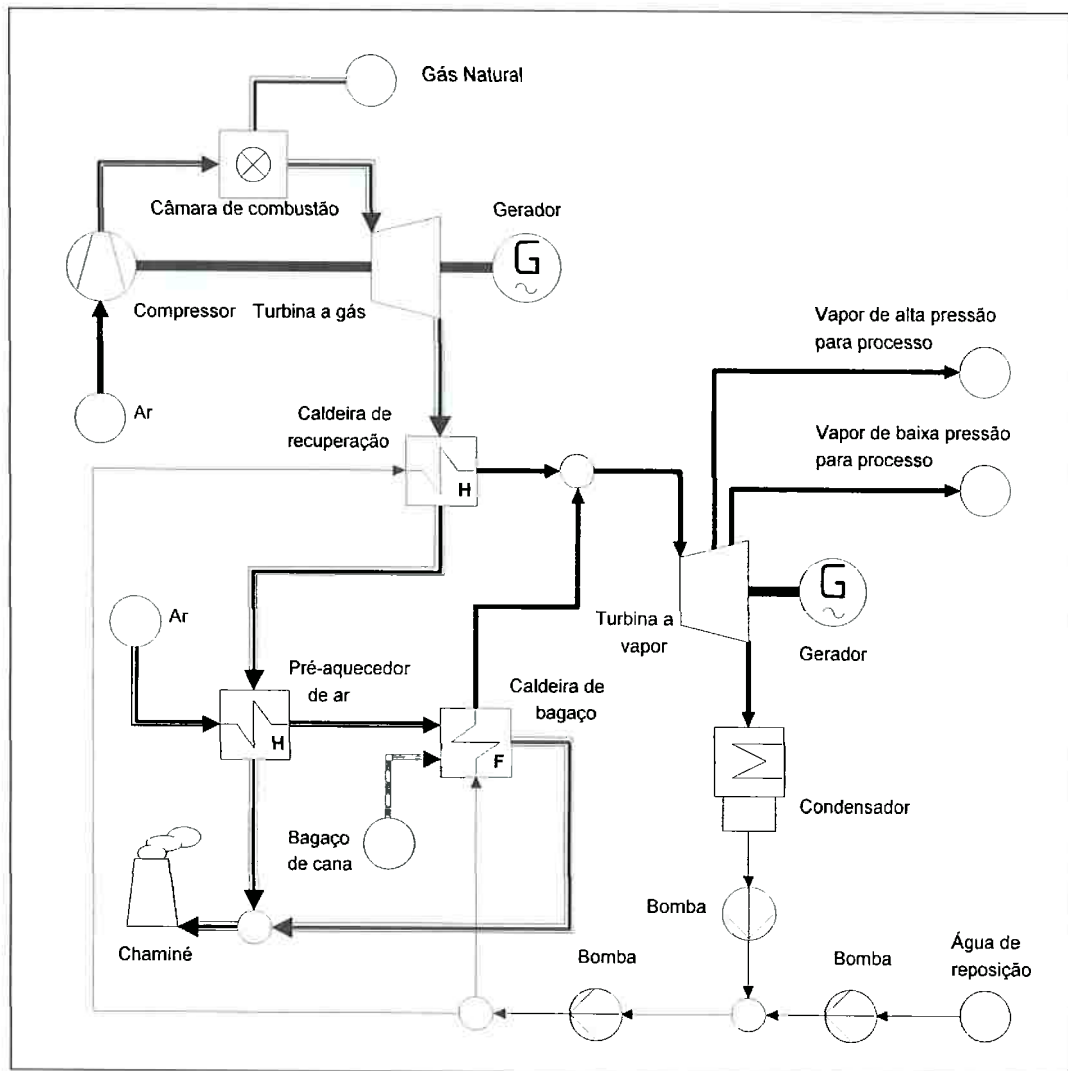 Gás Natural
Câmara de combustão
Gerador
G
Compressor
Turbina a gás
Vapor de alta pressão
para processo
Ar
Caldeira de
recuperação
Vapor de baixa pressão
para processo
H
Ar
G
Turbina a
vapor
Gerador
Pré-aquecedor
de ar
Caldeira de
bagaço
H
F
Condensador
Bagaço
de cana
Bomba
Chaminé
Bomba
Bomba
Água de
reposição